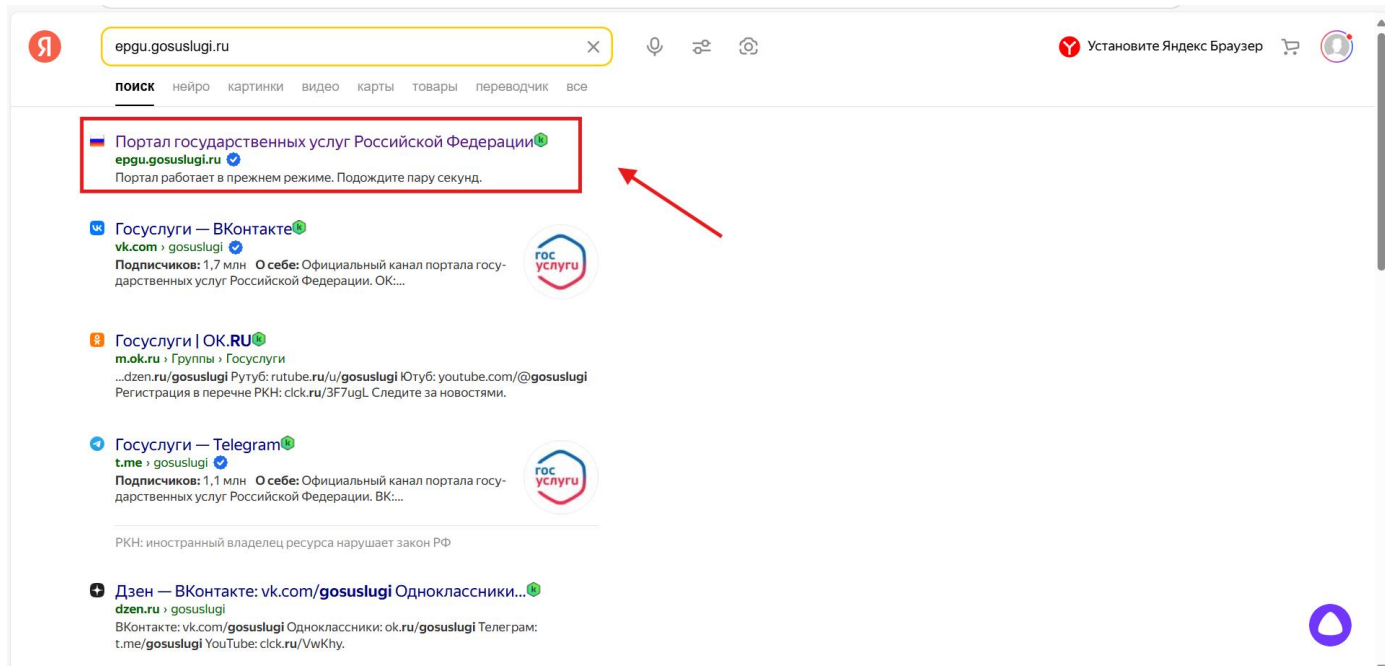 Я
epgu.gosuslugi.ru
Установите Яндекс Браузер
поиск нейро картинки видео карты товары переводчик все
Портал государственных услуг Российской Федерации
epgu.gosuslugi.ru
Портал работает в прежнем режиме. Подождите пару секунд.
Госуслуги — ВКонтакте
vk.com › gosuslugi
Подписчиков: 1,7 млн О себе: Официальный канал портала госу-
дарственных услуг Российской Федерации. ОК:...
гос
услуги
Госуслуги | OK.RU
m.ok.ru › Группы › Госуслуги
...dzen.ru/gosuslugi Рутуб: rutube.ru/u/gosuslugi Ютуб: youtube.com/@gosuslugi
Регистрация в перечне РКН: clck.ru/3F7ugL Следите за новостями.
Госуслуги — Telegram
t.me › gosuslugi
Подписчиков: 1,1 млн О себе: Официальный канал портала госу-
дарственных услуг Российской Федерации. ВК:...
гос
услуги
РКН: иностранный владелец ресурса нарушает закон РФ
Дзен — ВКонтакте: vk.com/gosuslugi Одноклассники...
dzen.ru › gosuslugi
ВКонтакте: vk.com/gosuslugi Одноклассники: ok.ru/gosuslugi Телеграм:
t.me/gosuslugi YouTube: clck.ru/VwKhy.